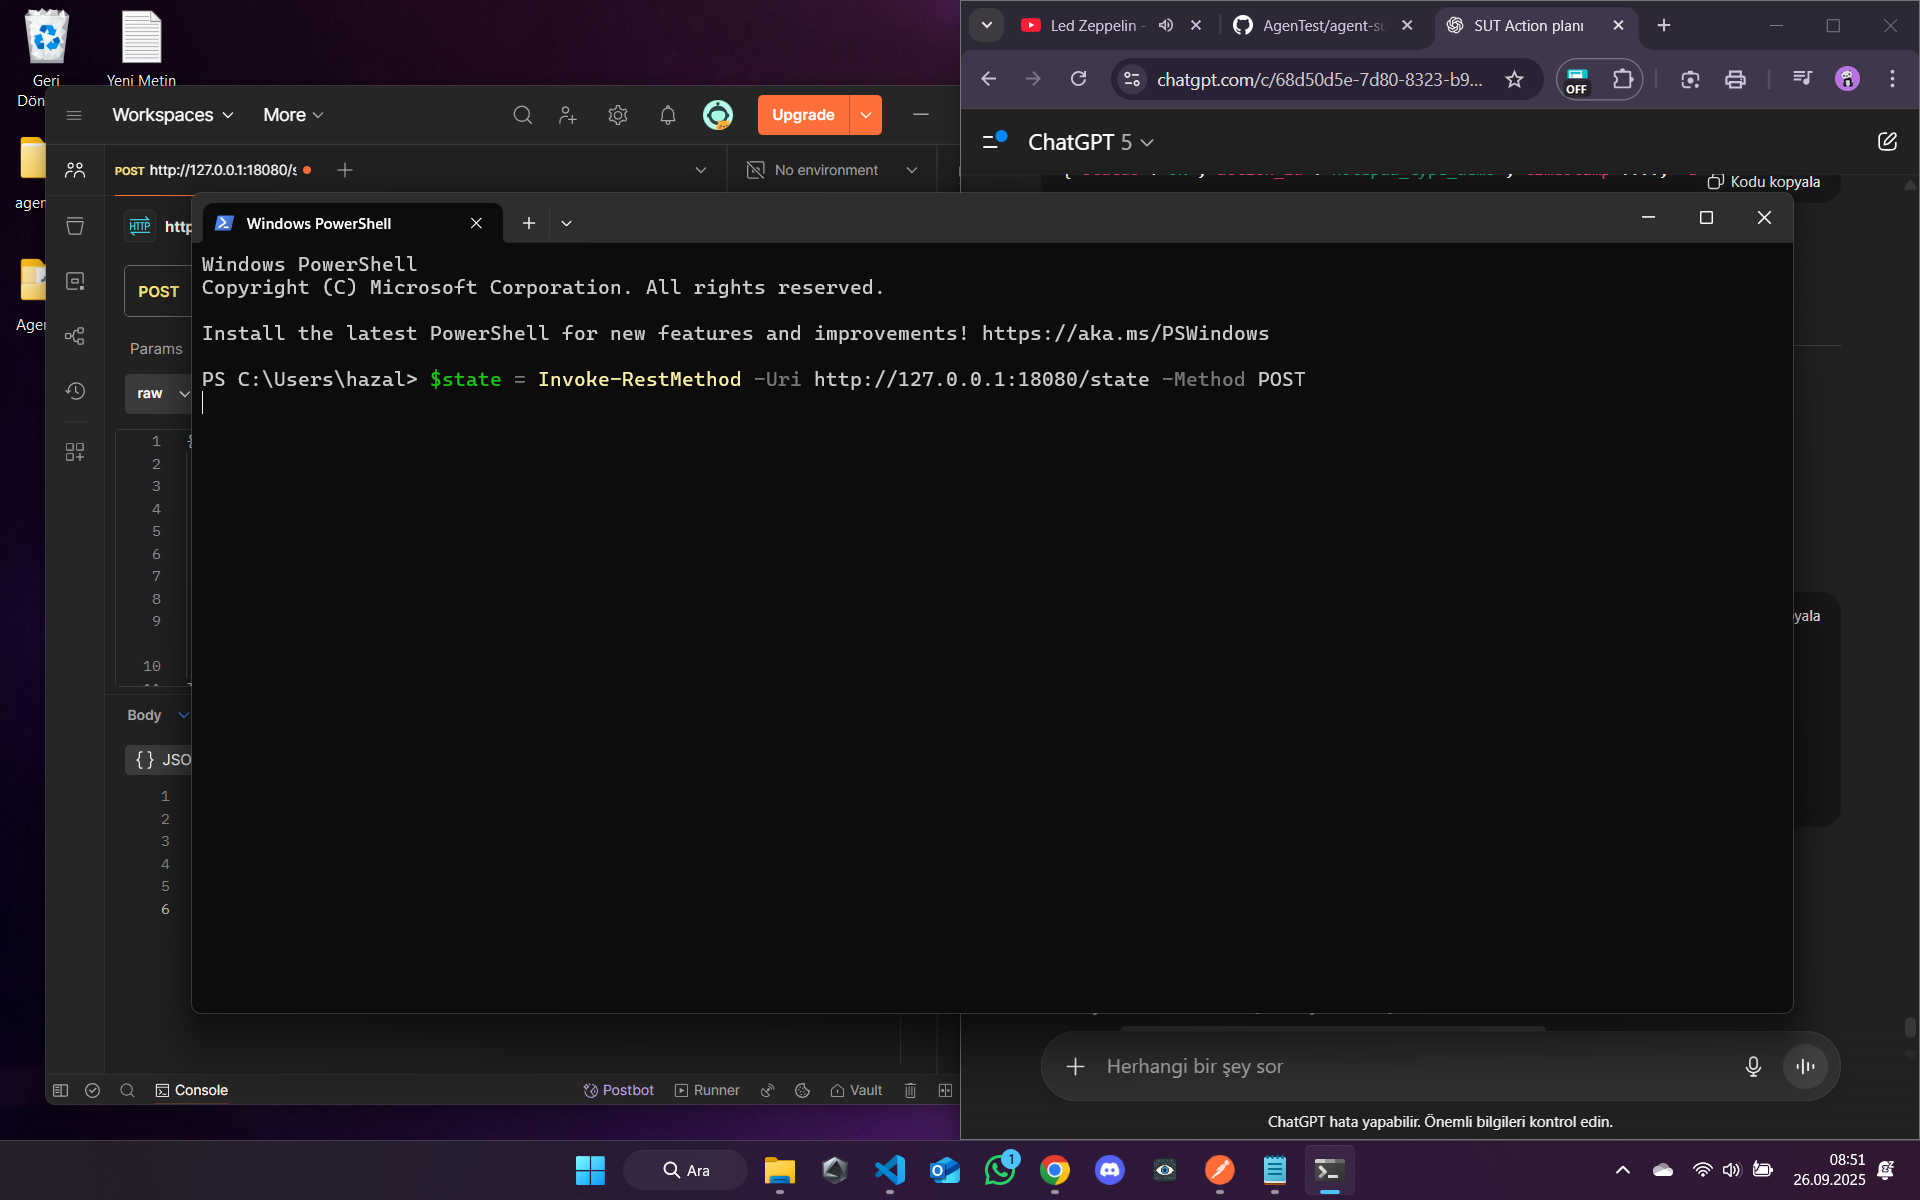 Geri
Dön
Yeni Metin
agen
Agen
Workspaces
More
Upgrade
POST http://127.0.0.1:18080/s
No environment
HTTP
http
POST
Params
raw
1
2
3
4
5
6
7
8
9
10
Body
{ } JSO
1
2
3
4
5
6
Console
Postbot
Runner
Vault
Windows PowerShell
Windows PowerShell
Copyright (C) Microsoft Corporation. All rights reserved.
Install the latest PowerShell for new features and improvements! https://aka.ms/PSWindows
PS C:\Users\hazal> $state = Invoke-RestMethod -Uri http://127.0.0.1:18080/state -Method POST
Led Zeppelin -
AgenTest/agent-su
SUT Action planı
chatgpt.com/c/68d50d5e-7d80-8323-b9...
OFF
ChatGPT 5
Kodu kopyala
yala
Herhangi bir şey sor
ChatGPT hata yapabilir. Önemli bilgileri kontrol edin.
Ara
1
08:51
26.09.2025